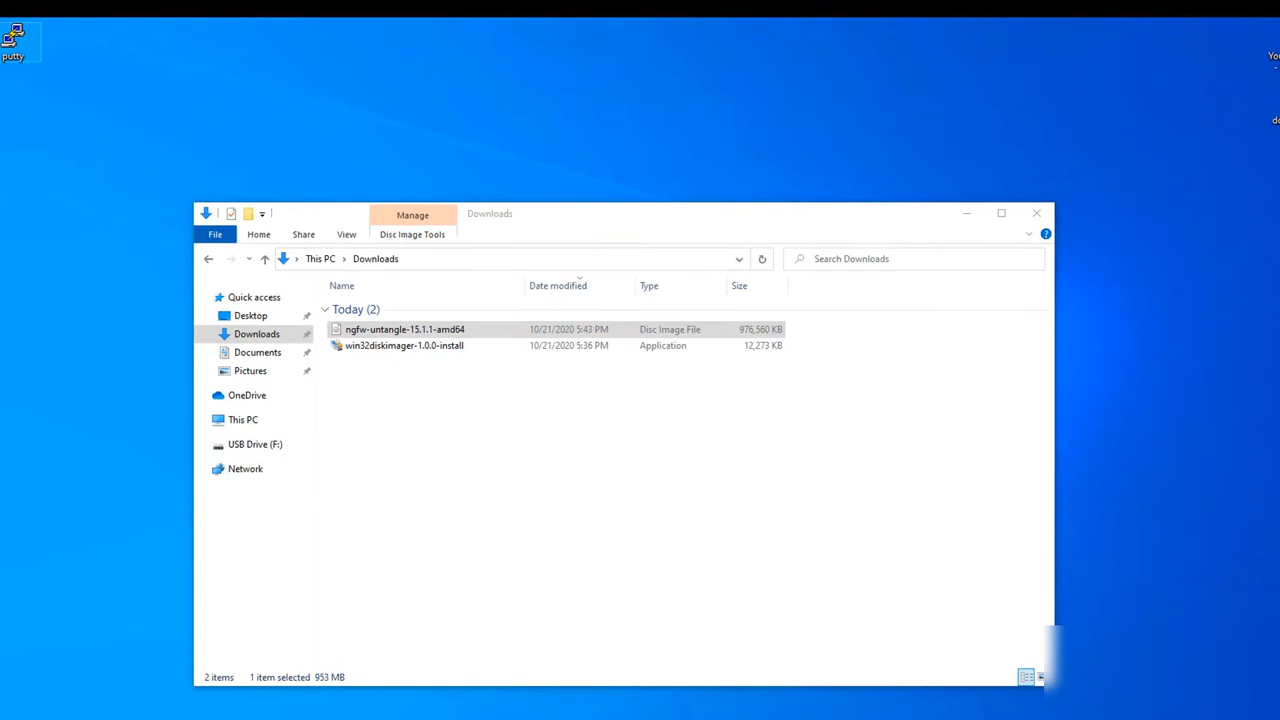 putty
You
Manage
Downloads
File
Home
Share
View
Disc Image Tools
This PC
Downloads
Search Downloads
Name
Date modified
Type
Size
Quick access
Desktop
Downloads
Documents
Pictures
OneDrive
This PC
USB Drive (F:)
Network
Today (2)
ngfw-untangle-15.1.1-amd64 10/21/2020 5:43 PM Disc Image File 976,560 KB
win32diskimager-1.0.0-install 10/21/2020 5:36 PM Application 12,273 KB
2 items 1 item selected 953 MB